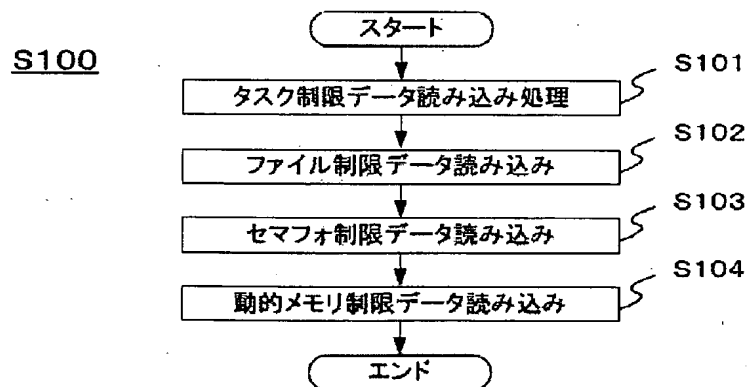 スタート
S100
S101
タスク制限データ読み込み処理
S102
ファイル制限データ読み込み
S103
セマフォ制限データ読み込み
S104
動的メモリ制限データ読み込み
エンド